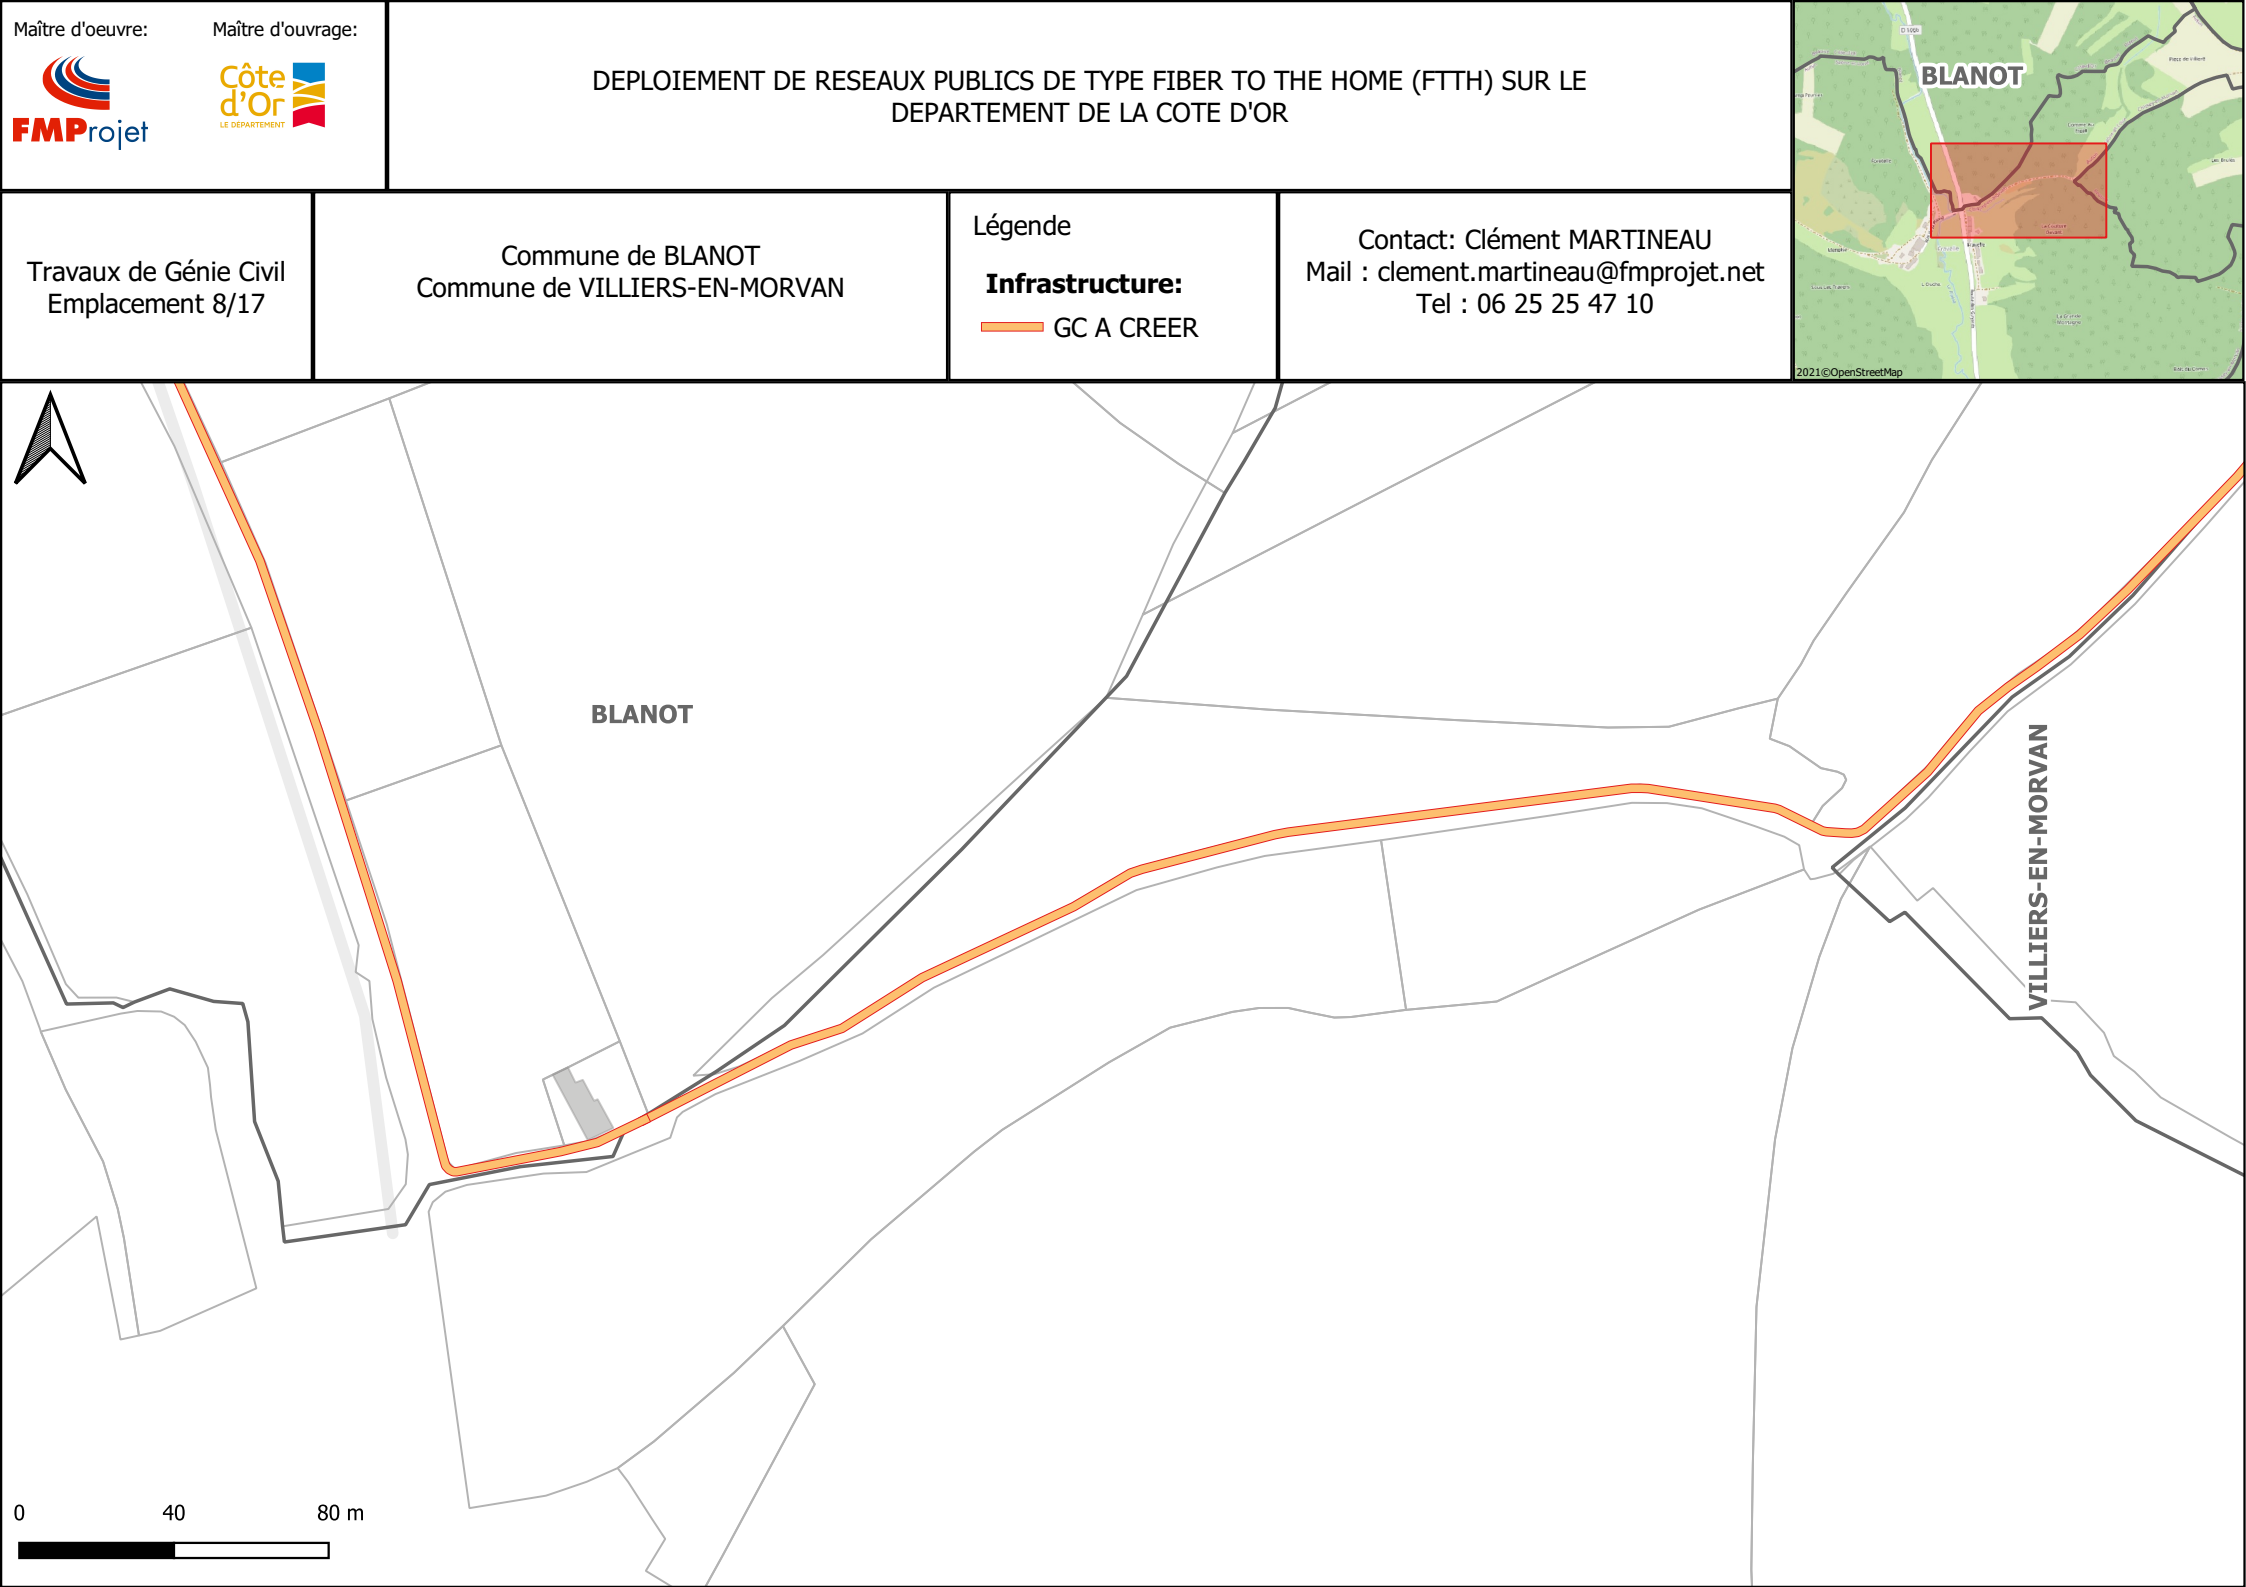 Maître d'oeuvre:
Maître d'ouvrage:
FMProjet
Côte
d'Or
LE DÉPARTEMENT
DEPLOIEMENT DE RESEAUX PUBLICS DE TYPE FIBER TO THE HOME (FTTH) SUR LE
DEPARTEMENT DE LA COTE D'OR
Travaux de Génie Civil
Emplacement 8/17
Commune de BLANOT
Commune de VILLIERS-EN-MORVAN
Légende
Infrastructure:
GC A CREER
Contact: Clément MARTINEAU
Mail : clement.martineau@fmprojet.net
Tel : 06 25 25 47 10
BLANOT
2021©OpenStreetMap
BLANOT
VILLIERS-EN-MORVAN
0 40 80 m